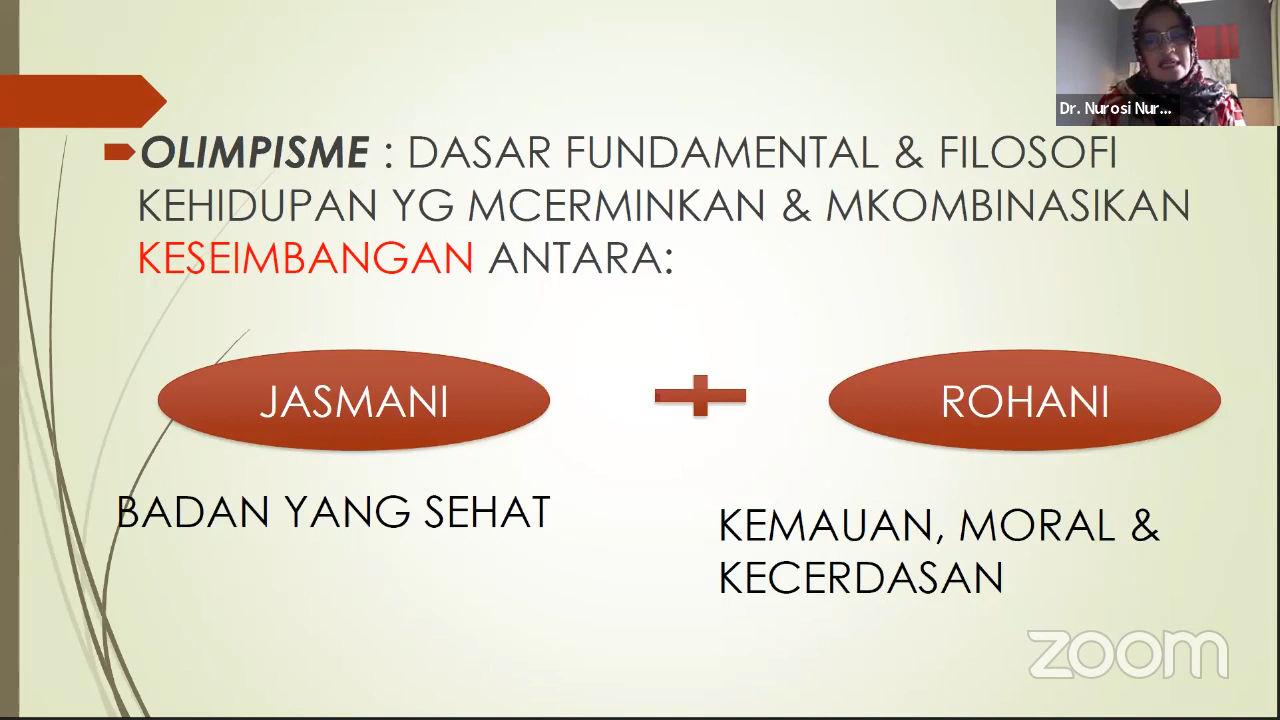 Dr. Nurosi Nur...
OLIMPISME : DASAR FUNDAMENTAL & FILOSOFI
KEHIDUPAN YG MCERMINKAN & MKOMBINASIKAN
KESEIMBANGAN ANTARA:
JASMANI
ROHANI
BADAN YANG SEHAT
KEMAUAN, MORAL &
KECERDASAN
zoom